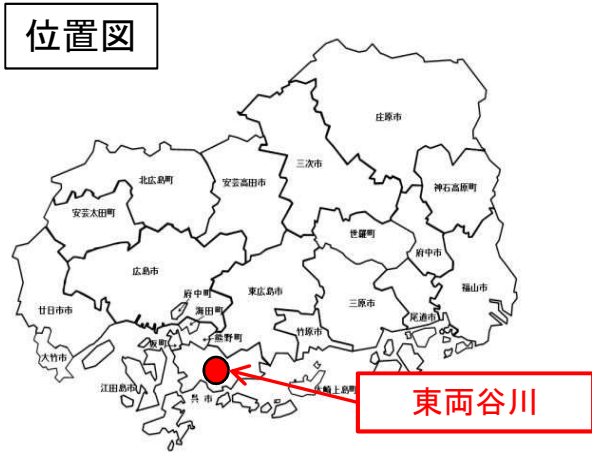 位置図
庄原市
三次市
北広島町
安芸高田市
神石高原町
安芸太田町
世羅町
府中市
広島市
東広島市
三原市
福山市
府中町
海田町
廿日市市
尾道市
竹原市
坂町
熊野町
大竹市
江田島市
大崎上島町
呉市
東両谷川